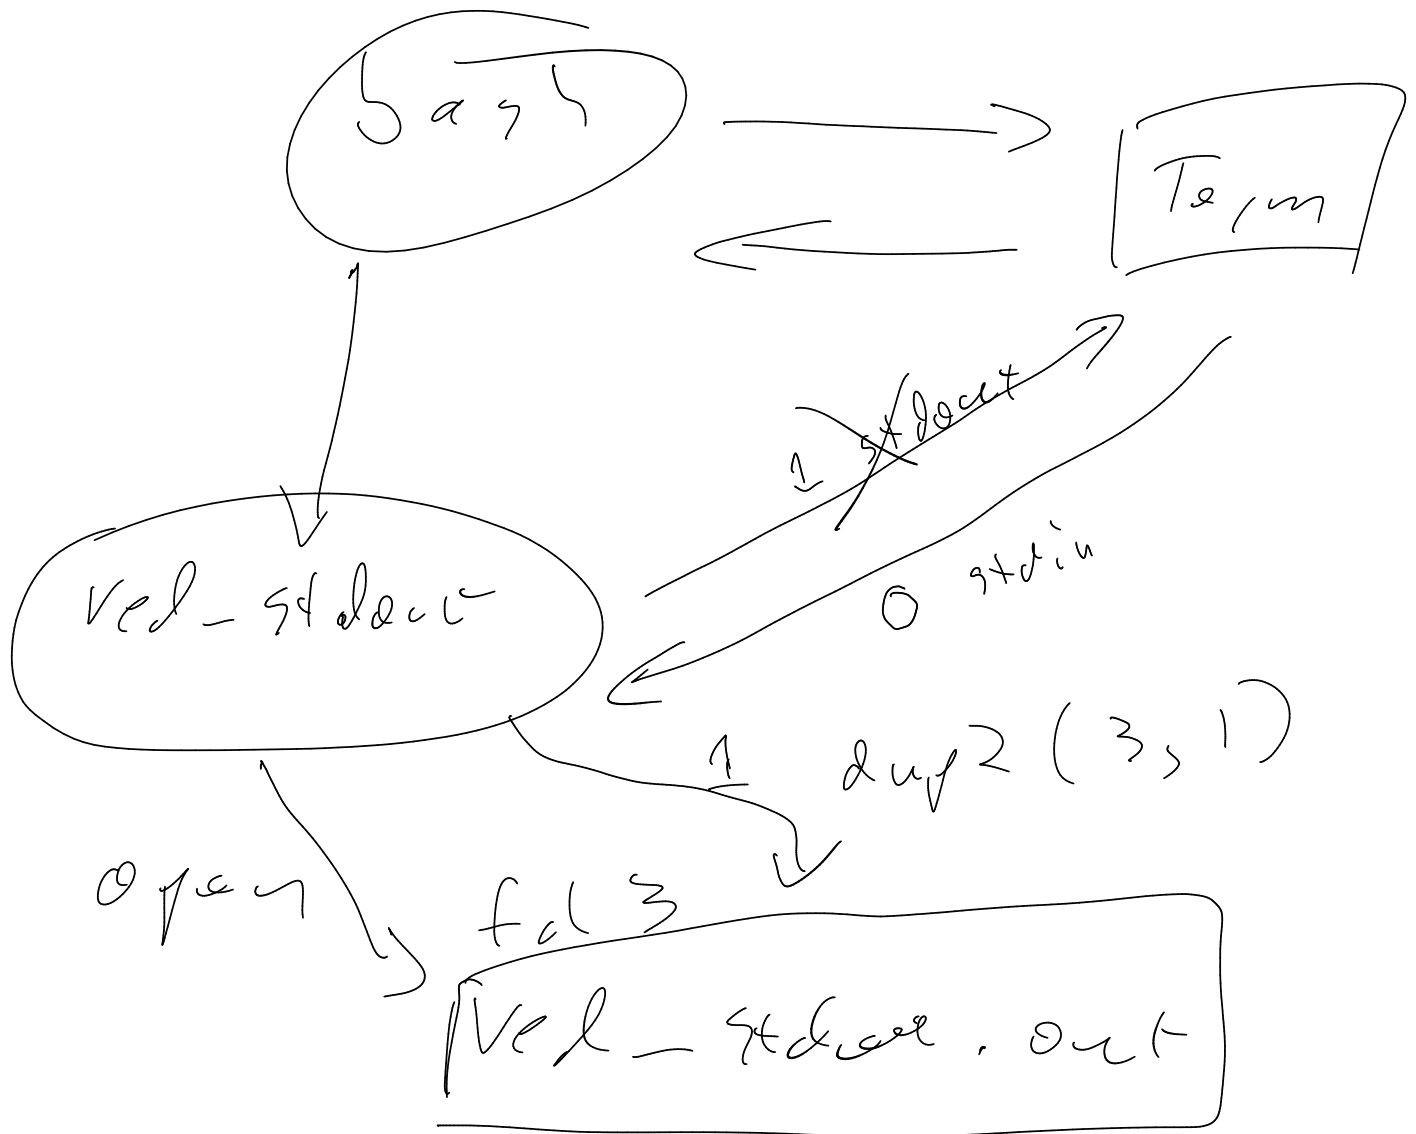 bash
Term
1 stdout
0 stdin
red_stdout
1 dup2(3,1)
open
fd 3
red_stdout.out